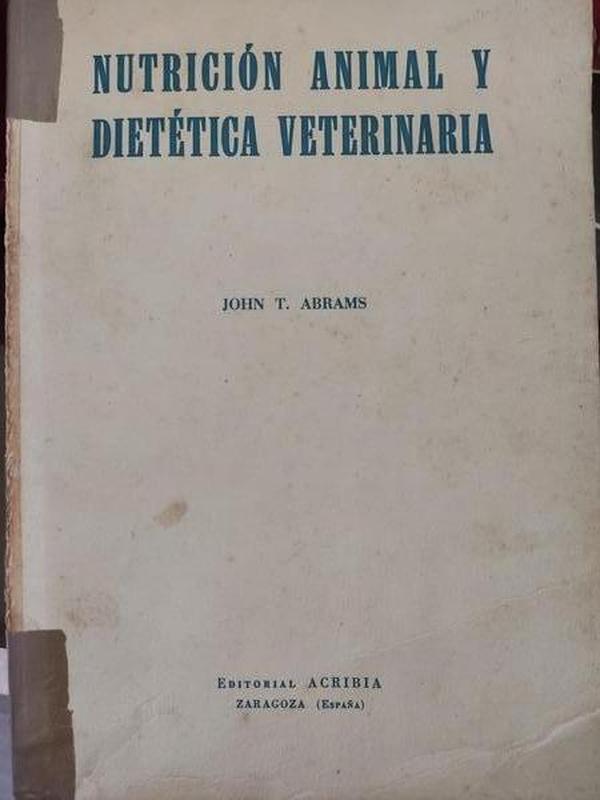 NUTRICIÓN ANIMAL Y
DIETÉTICA VETERINARIA
JOHN T. ABRAMS
EDITORIAL ACRIBIA
ZARAGOZA (ESPAÑA)